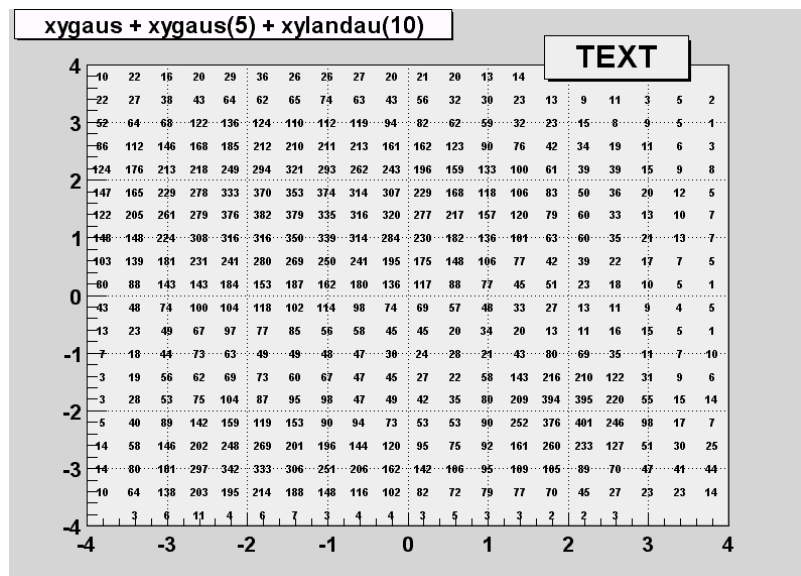 xygaus + xygaus(5) + xylandau(10)
TEXT
4
10 22 16 20 29 36 26 26 27 20 21 20 13 14
22 27 38 43 64 62 65 74 63 43 56 32 30 23 13 9 11 3 5 2
3
52 64 68 122 136 124 110 112 119 94 82 62 59 32 23 15 8 9 5 1
86 112 146 168 185 212 210 211 213 161 162 123 90 76 42 34 19 11 6 3
124 176 213 218 249 294 321 293 262 243 196 159 133 100 61 39 39 15 9 8
2
147 165 229 278 333 370 353 374 314 307 229 168 118 106 83 50 36 20 12 5
122 205 261 279 376 382 379 335 316 320 277 217 157 120 79 60 33 13 10 7
1
148 148 224 308 316 316 350 339 314 284 230 182 136 101 63 60 35 21 13 7
103 139 181 231 241 280 269 250 241 195 175 148 106 77 42 39 22 17 7 5
80 88 143 143 184 153 187 162 180 136 117 88 77 45 51 23 18 10 5 1
0
43 48 74 100 104 118 102 114 98 74 69 57 48 33 27 13 11 9 4 5
13 23 49 67 97 77 85 56 58 45 45 20 34 20 13 11 16 15 5 1
-1
7 18 44 73 63 49 49 48 47 30 24 28 21 43 80 69 35 11 7 10
3 19 56 62 69 73 60 67 47 45 27 22 58 143 216 210 122 31 9 6
3 28 53 75 104 87 95 98 47 49 42 35 80 209 394 395 220 55 15 14
-2
5 40 89 142 159 119 153 90 94 73 53 53 90 252 376 401 246 98 17 7
14 58 146 202 248 269 201 196 144 120 95 75 92 161 260 233 127 51 30 25
-3
14 80 181 297 342 333 306 251 206 162 142 106 95 109 105 89 70 47 41 44
10 64 138 203 195 214 188 148 116 102 82 72 79 77 70 45 27 23 23 14
3 6 11 4 6 7 3 4 4 3 5 3 3 2 2 3
-4
-4 -3 -2 -1 0 1 2 3 4